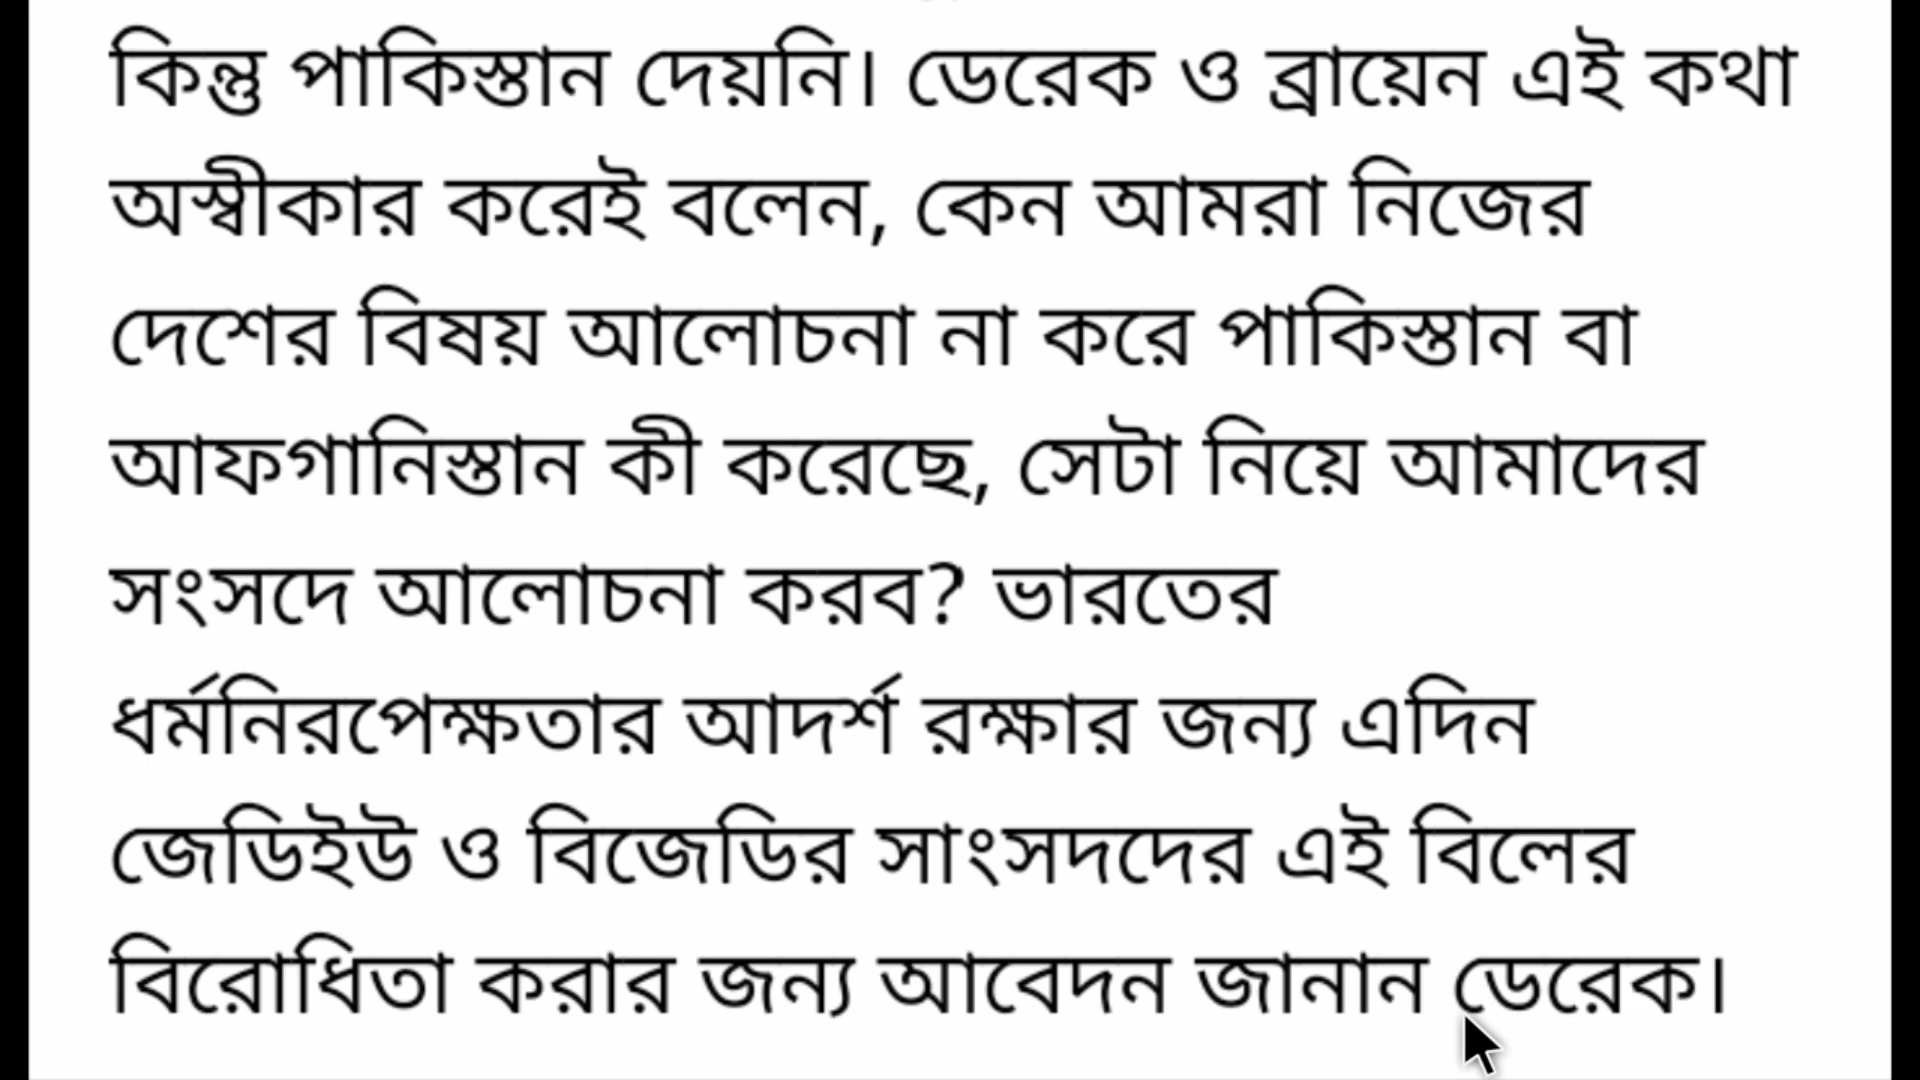 কিন্তু পাকিস্তান দেয়নি। ডেরেক ও ব্রায়েন এই কথা
অস্বীকার করেই বলেন, কেন আমরা নিজের
দেশের বিষয় আলোচনা না করে পাকিস্তান বা
আফগানিস্তান কী করেছে, সেটা নিয়ে আমাদের
সংসদে আলোচনা করব? ভারতের
ধর্মনিরপেক্ষতার আদর্শ রক্ষার জন্য এদিন
জেডিইউ ও বিজেডির সাংসদদের এই বিলের
বিরোধিতা করার জন্য আবেদন জানান ডেরেক।